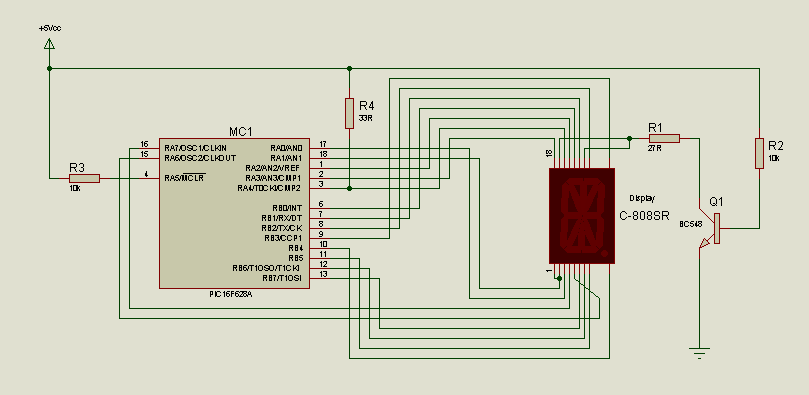 +5Vcc
R4
33R
MC1
16 RA7/OSC1/CLKIN RA0/AN0 17
15 RA6/OSC2/CLKOUT RA1/AN1 18
RA2/AN2/VREF 1
4 RA5/MCLR RA3/AN3/CMP1 2
RA4/T0CKI/CMP2 3
RB0/INT 6
RB1/RX/DT 7
RB2/TX/CK 8
RB3/CCP1 9
RB4 10
RB5 11
RB6/T1OSO/T1CKI 12
RB7/T1OSI 13
PIC16F628A
R3
10k
18
1
Display
C-808SR
R1
27R
R2
10k
Q1
BC548